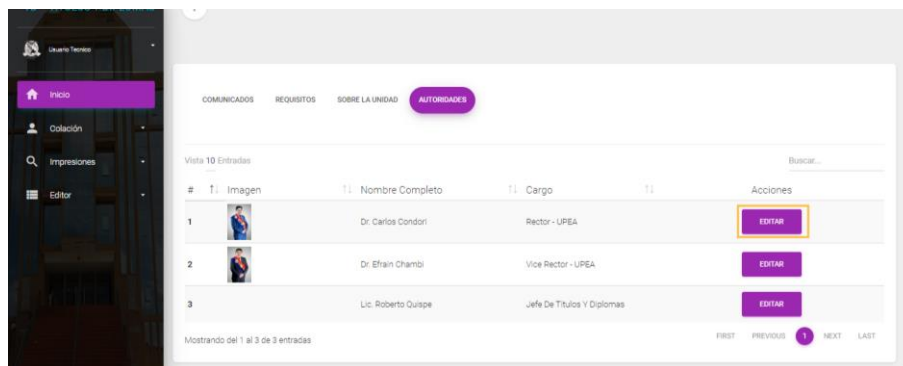 Usuario Tecnico
Inicio
Colación
Impresiones
Editor
COMUNICADOS REQUISITOS SOBRE LA UNIDAD AUTORIDADES
Vista 10 Entradas Buscar...
# Imagen Nombre Completo Cargo Acciones
1 Dr. Carlos Condori Rector - UPEA EDITAR
2 Dr. Efrain Chambi Vice Rector - UPEA EDITAR
3 Lic. Roberto Quispe Jefe De Titulos Y Diplomas EDITAR
Mostrando del 1 al 3 de 3 entradas FIRST PREVIOUS 1 NEXT LAST